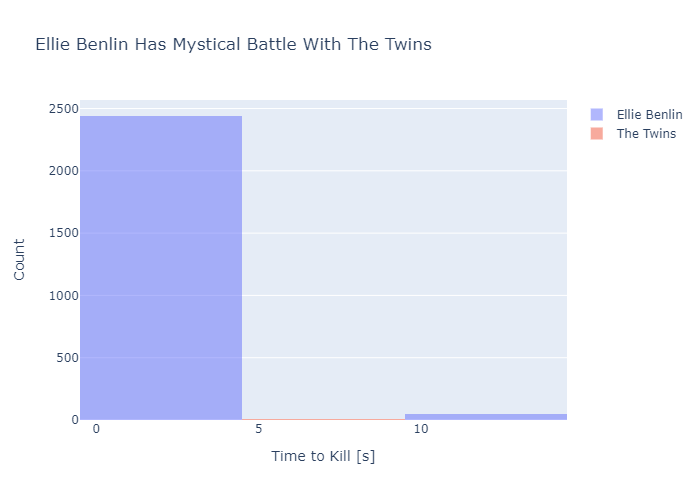 Ellie Benlin Has Mystical Battle With The Twins
2500
2000
1500
1000
500
0
Count
0 5 10
Time to Kill [s]
Ellie Benlin
The Twins